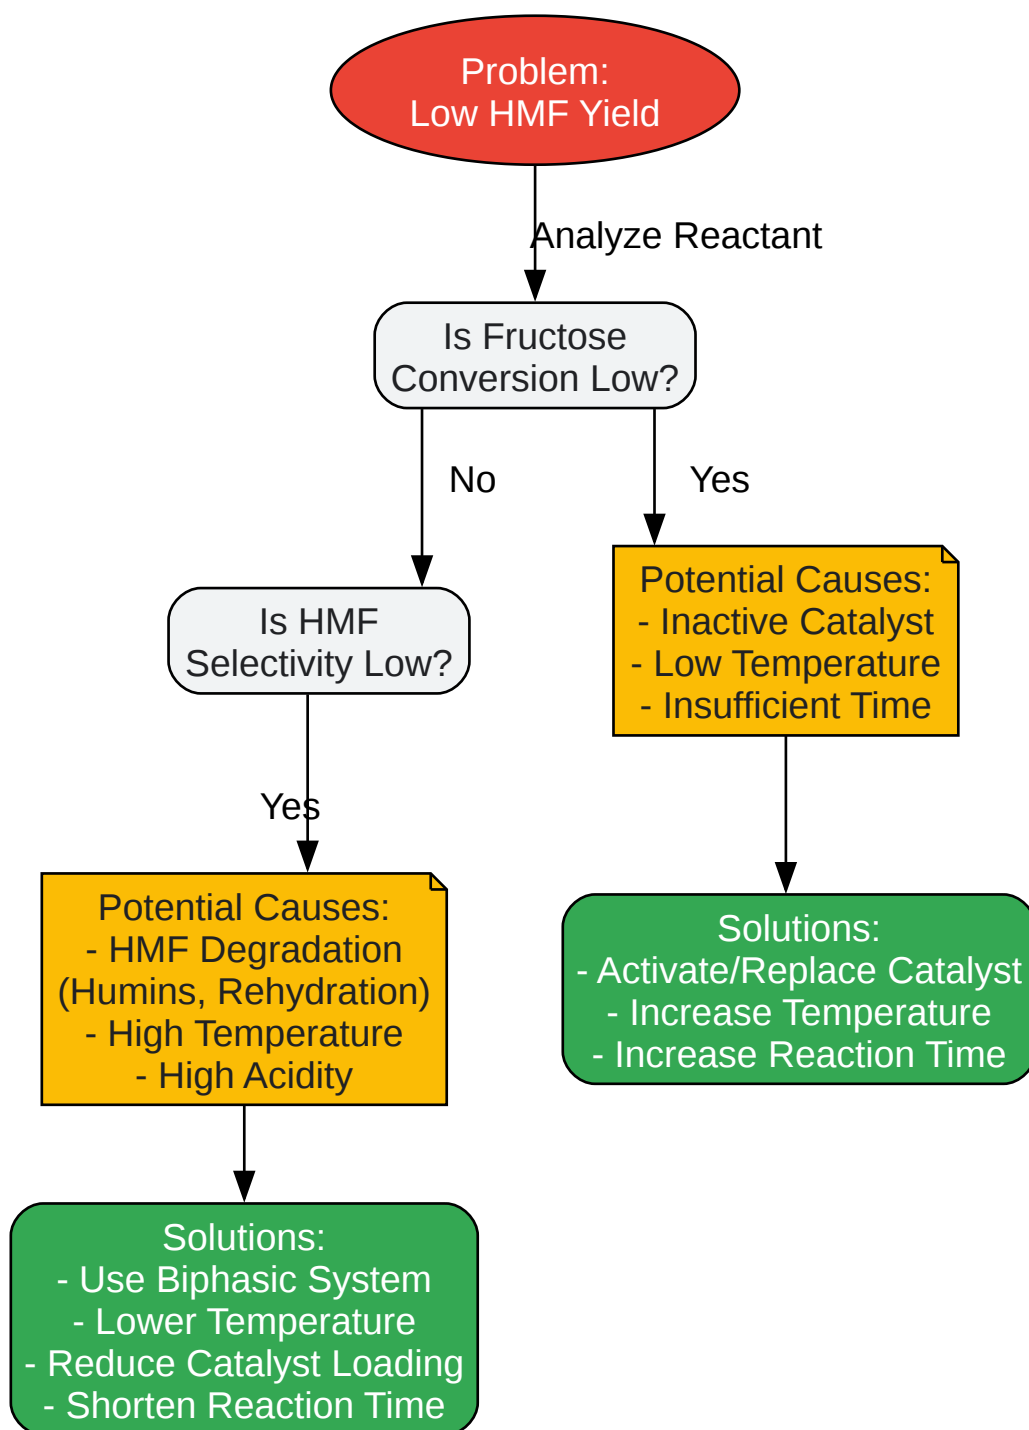 Problem:
Low HMF Yield
Analyze Reactant
Is Fructose
Conversion Low?
No
Yes
Potential Causes:
- Inactive Catalyst
- Low Temperature
- Insufficient Time
Is HMF
Selectivity Low?
Yes
Potential Causes:
- HMF Degradation
(Humins, Rehydration)
- High Temperature
- High Acidity
Solutions:
- Activate/Replace Catalyst
- Increase Temperature
- Increase Reaction Time
Solutions:
- Use Biphasic System
- Lower Temperature
- Reduce Catalyst Loading
- Shorten Reaction Time